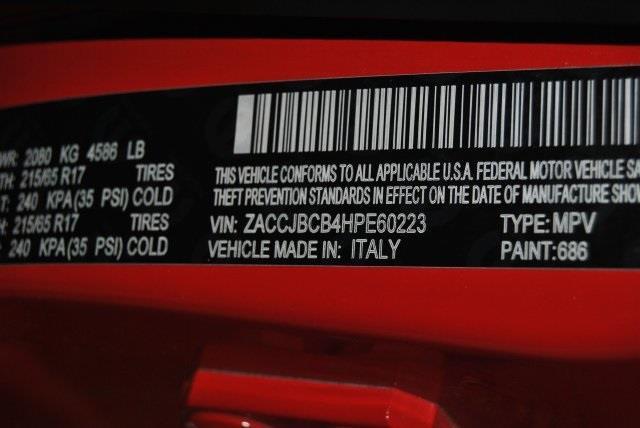 WR: 2080 KG 4586 LB
TH: 215/65 R17 TIRES
T: 240 KPA(35 PSI) COLD
H: 215/65 R17 TIRES
240 KPA(35 PSI) COLD
THIS VEHICLE CONFORMS TO ALL APPLICABLE U.S.A. FEDERAL MOTOR VEHICLE SA
THEFT PREVENTION STANDARDS IN EFFECT ON THE DATE OF MANUFACTURE SHO
VIN: ZACCJBCB4HPE60223 TYPE: MPV
VEHICLE MADE IN: ITALY PAINT:686